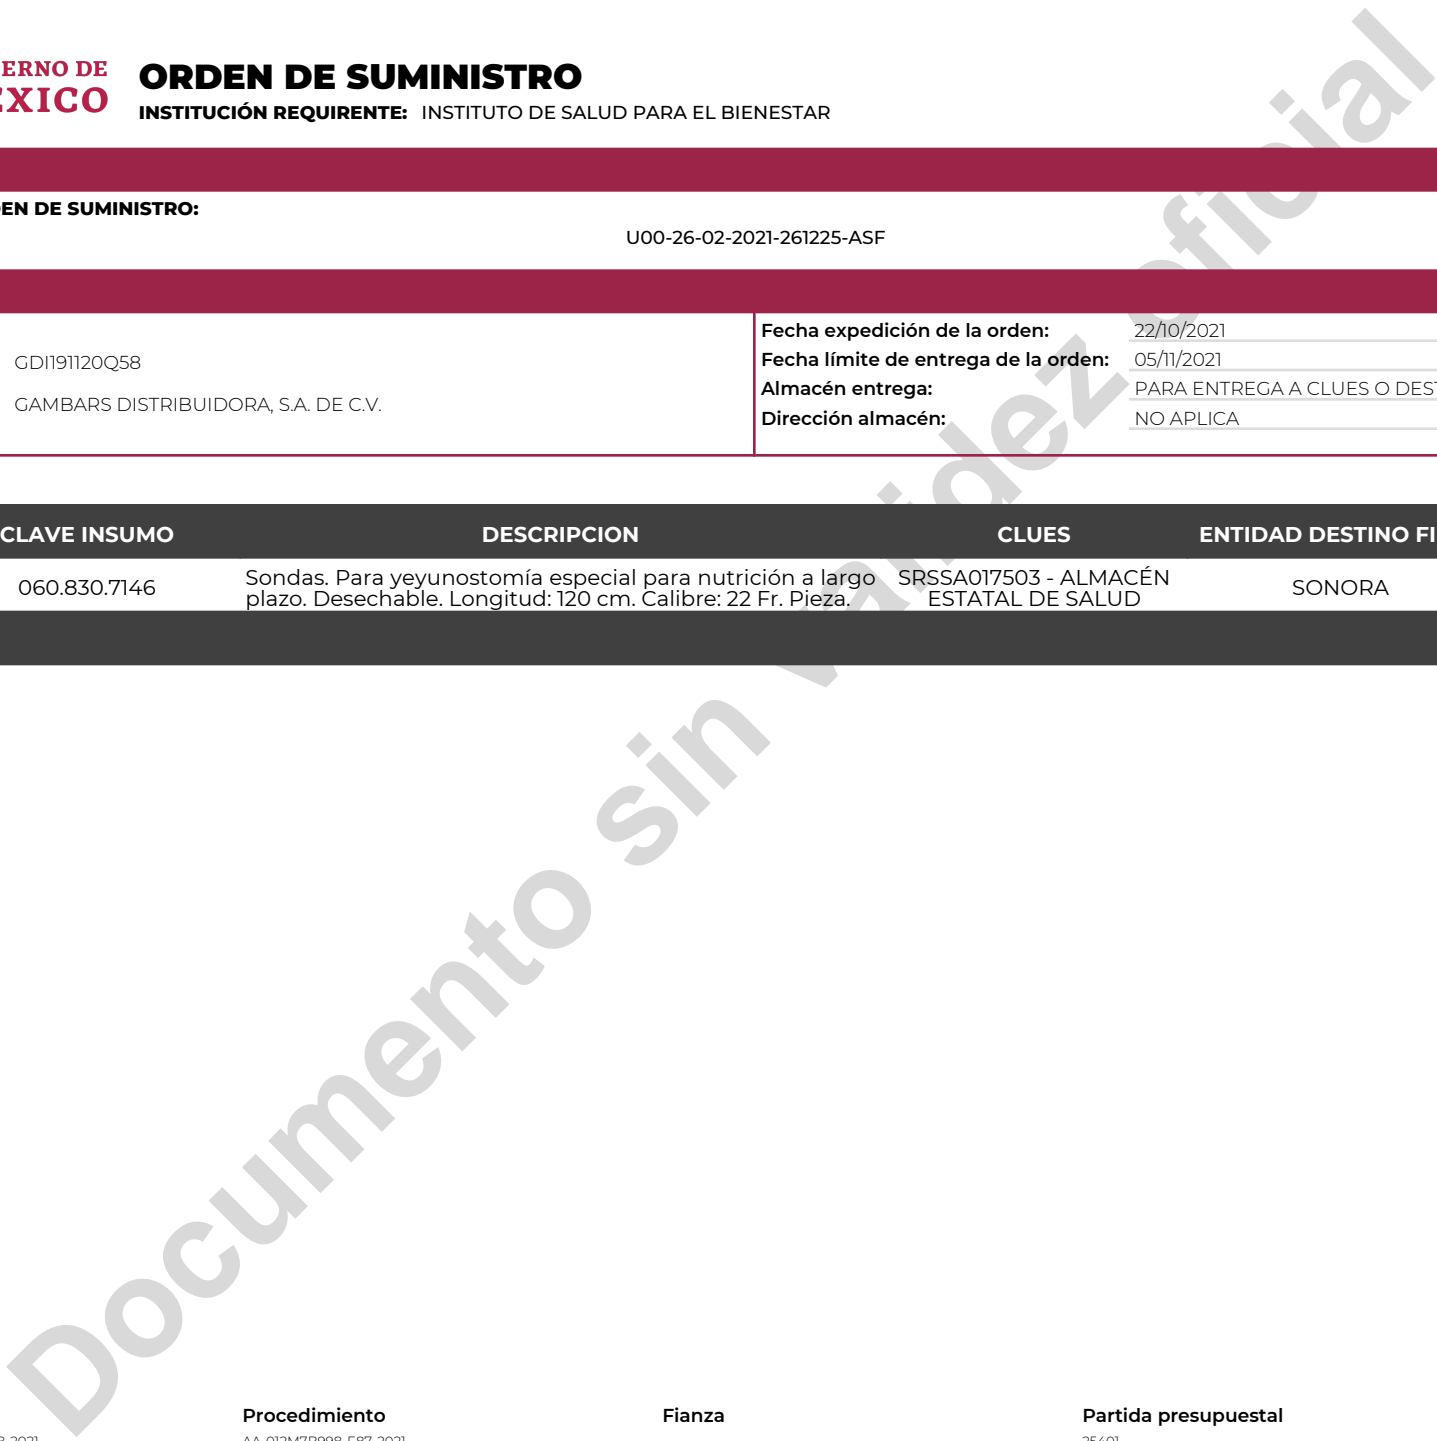 ERNO DE
EXICO
ORDEN DE SUMINISTRO
INSTITUCIÓN REQUIRENTE: INSTITUTO DE SALUD PARA EL BIENESTAR
EN DE SUMINISTRO:
U00-26-02-2021-261225-ASF
GDI191120Q58
GAMBARS DISTRIBUIDORA, S.A. DE C.V.
Fecha expedición de la orden: 22/10/2021
Fecha límite de entrega de la orden: 05/11/2021
Almacén entrega: PARA ENTREGA A CLUES O DEST
Dirección almacén: NO APLICA
CLAVE INSUMO DESCRIPCION CLUES ENTIDAD DESTINO FI
060.830.7146 Sondas. Para yeyunostomía especial para nutrición a largo plazo. Desechable. Longitud: 120 cm. Calibre: 22 Fr. Pieza. SRSSA017503 - ALMACÉN ESTATAL DE SALUD SONORA
Documento sin validez oficial
Procedimiento Fianza Partida presupuestal